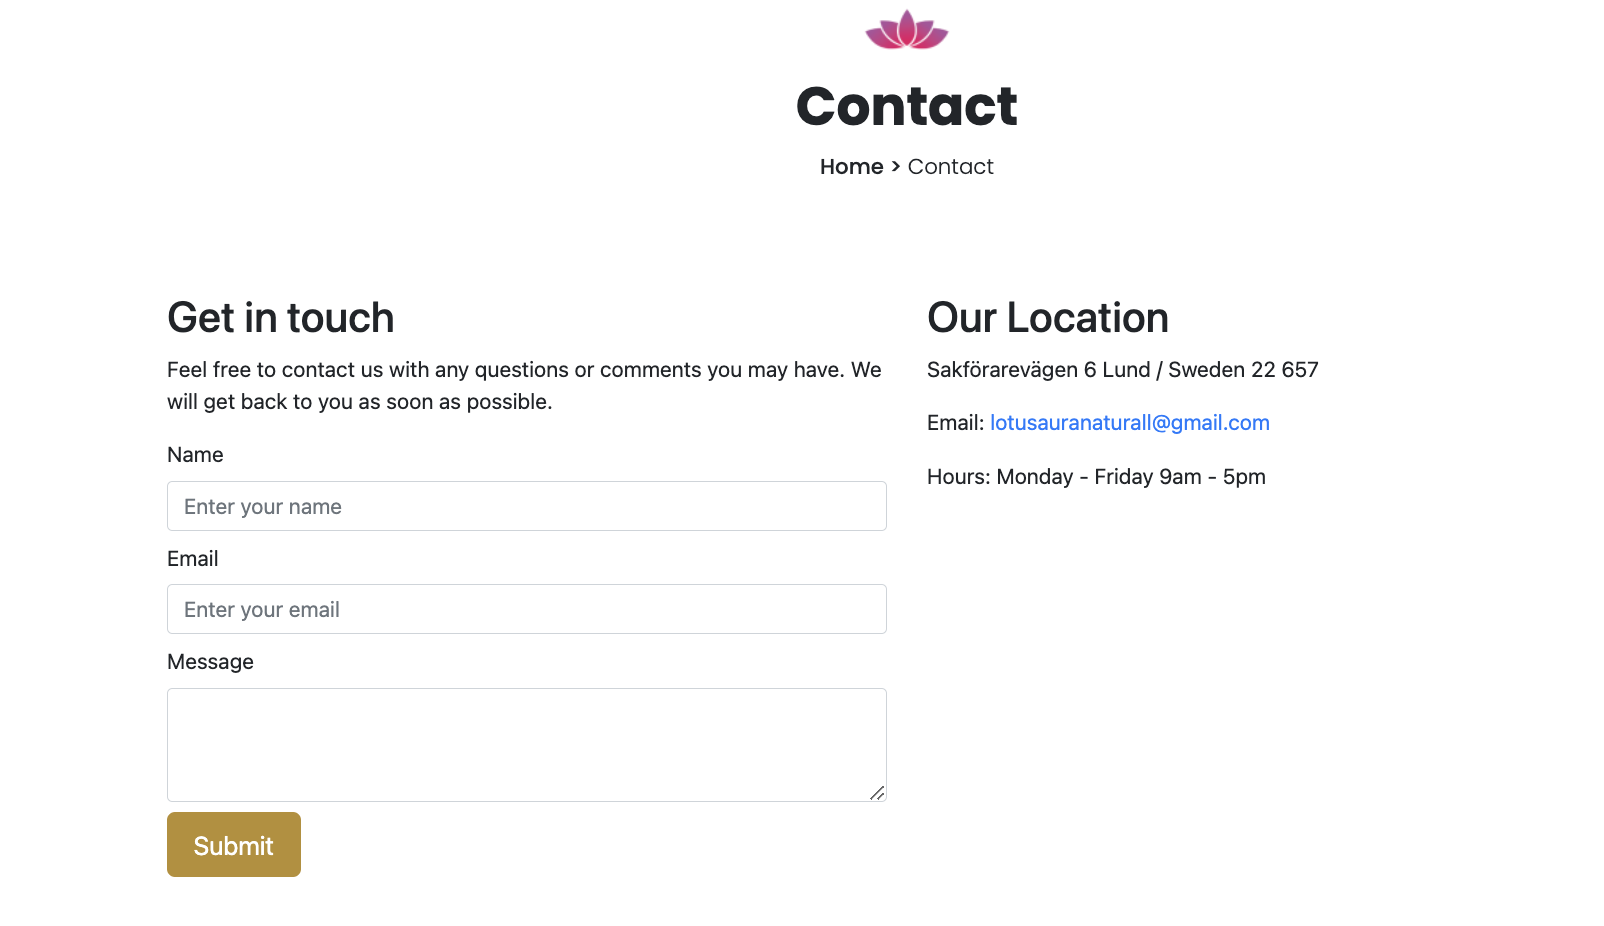 Contact
Home > Contact
Get in touch
Feel free to contact us with any questions or comments you may have. We
will get back to you as soon as possible.
Name
Enter your name
Email
Enter your email
Message
Submit
Our Location
Sakförarevägen 6 Lund / Sweden 22 657
Email: lotusauranaturall@gmail.com
Hours: Monday - Friday 9am - 5pm